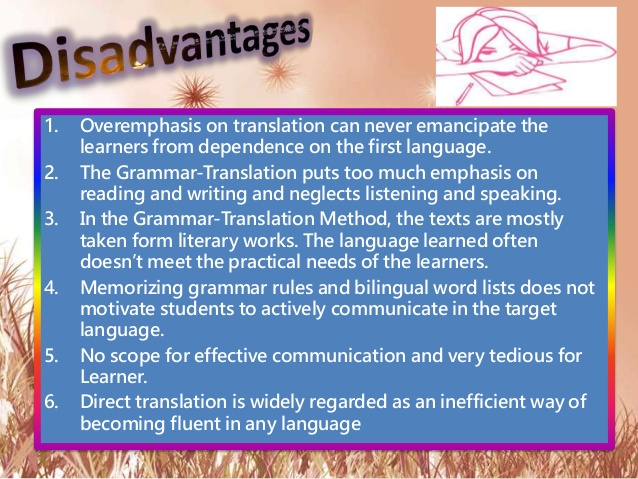 Disadvantages
1. Overemphasis on translation can never emancipate the
learners from dependence on the first language.
2. The Grammar-Translation puts too much emphasis on
reading and writing and neglects listening and speaking.
3. In the Grammar-Translation Method, the texts are mostly
taken form literary works. The language learned often
doesn’t meet the practical needs of the learners.
4. Memorizing grammar rules and bilingual word lists does not
motivate students to actively communicate in the target
language.
5. No scope for effective communication and very tedious for
Learner.
6. Direct translation is widely regarded as an inefficient way of
becoming fluent in any language